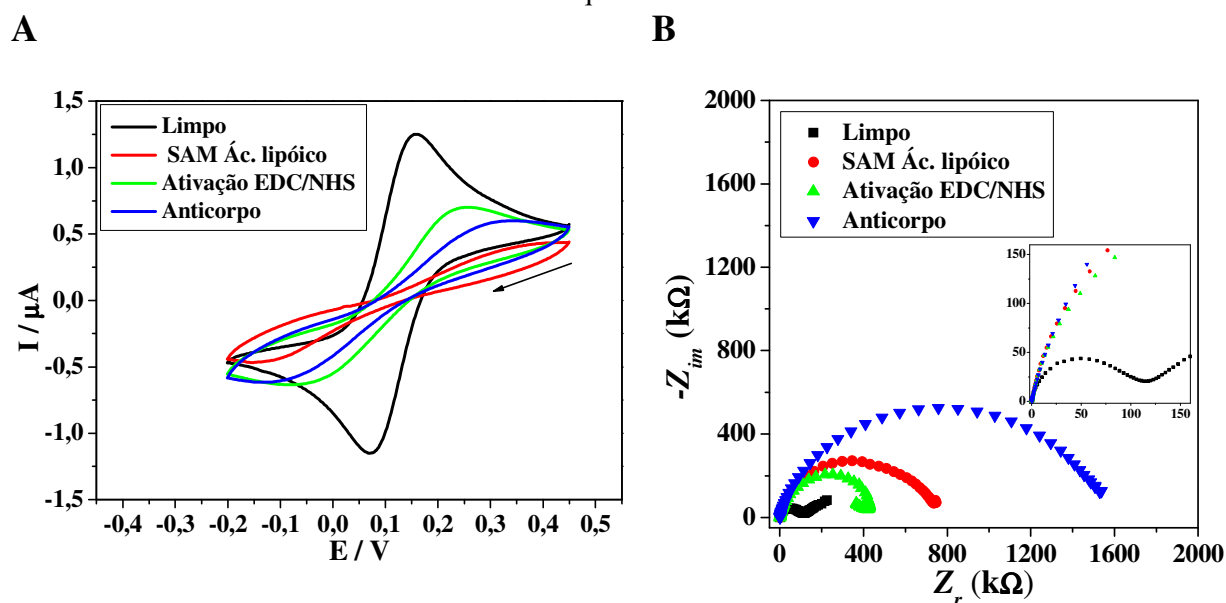 A
B
1,5
1,0
0,5
0,0
-0,5
-1,0
-1,5
I / µA
Limpo
SAM Ác. lipóico
Ativação EDC/NHS
Anticorpo
-0,4 -0,3 -0,2 -0,1 0,0 0,1 0,2 0,3 0,4 0,5
E / V
2000
1600
1200
800
400
0
-Z_im (kΩ)
Limpo
SAM Ác. lipóico
Ativação EDC/NHS
Anticorpo
150
125
100
75
50
25
0
0 50 100 150
0 400 800 1200 1600 2000
Z_r (kΩ)